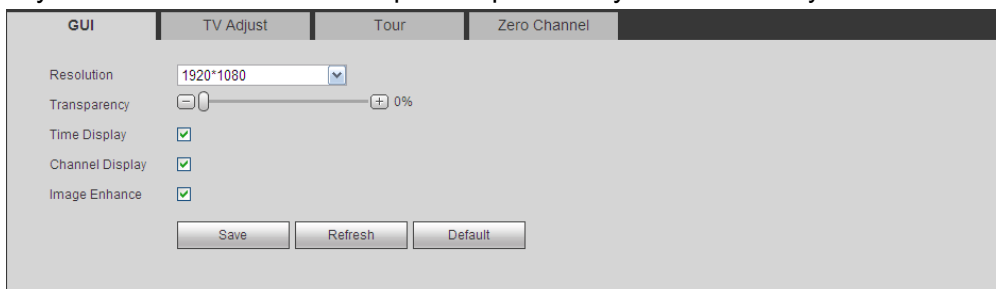 GUI TV Adjust Tour Zero Channel
Resolution 1920*1080
Transparency 0%
Time Display
Channel Display
Image Enhance
Save Refresh Default